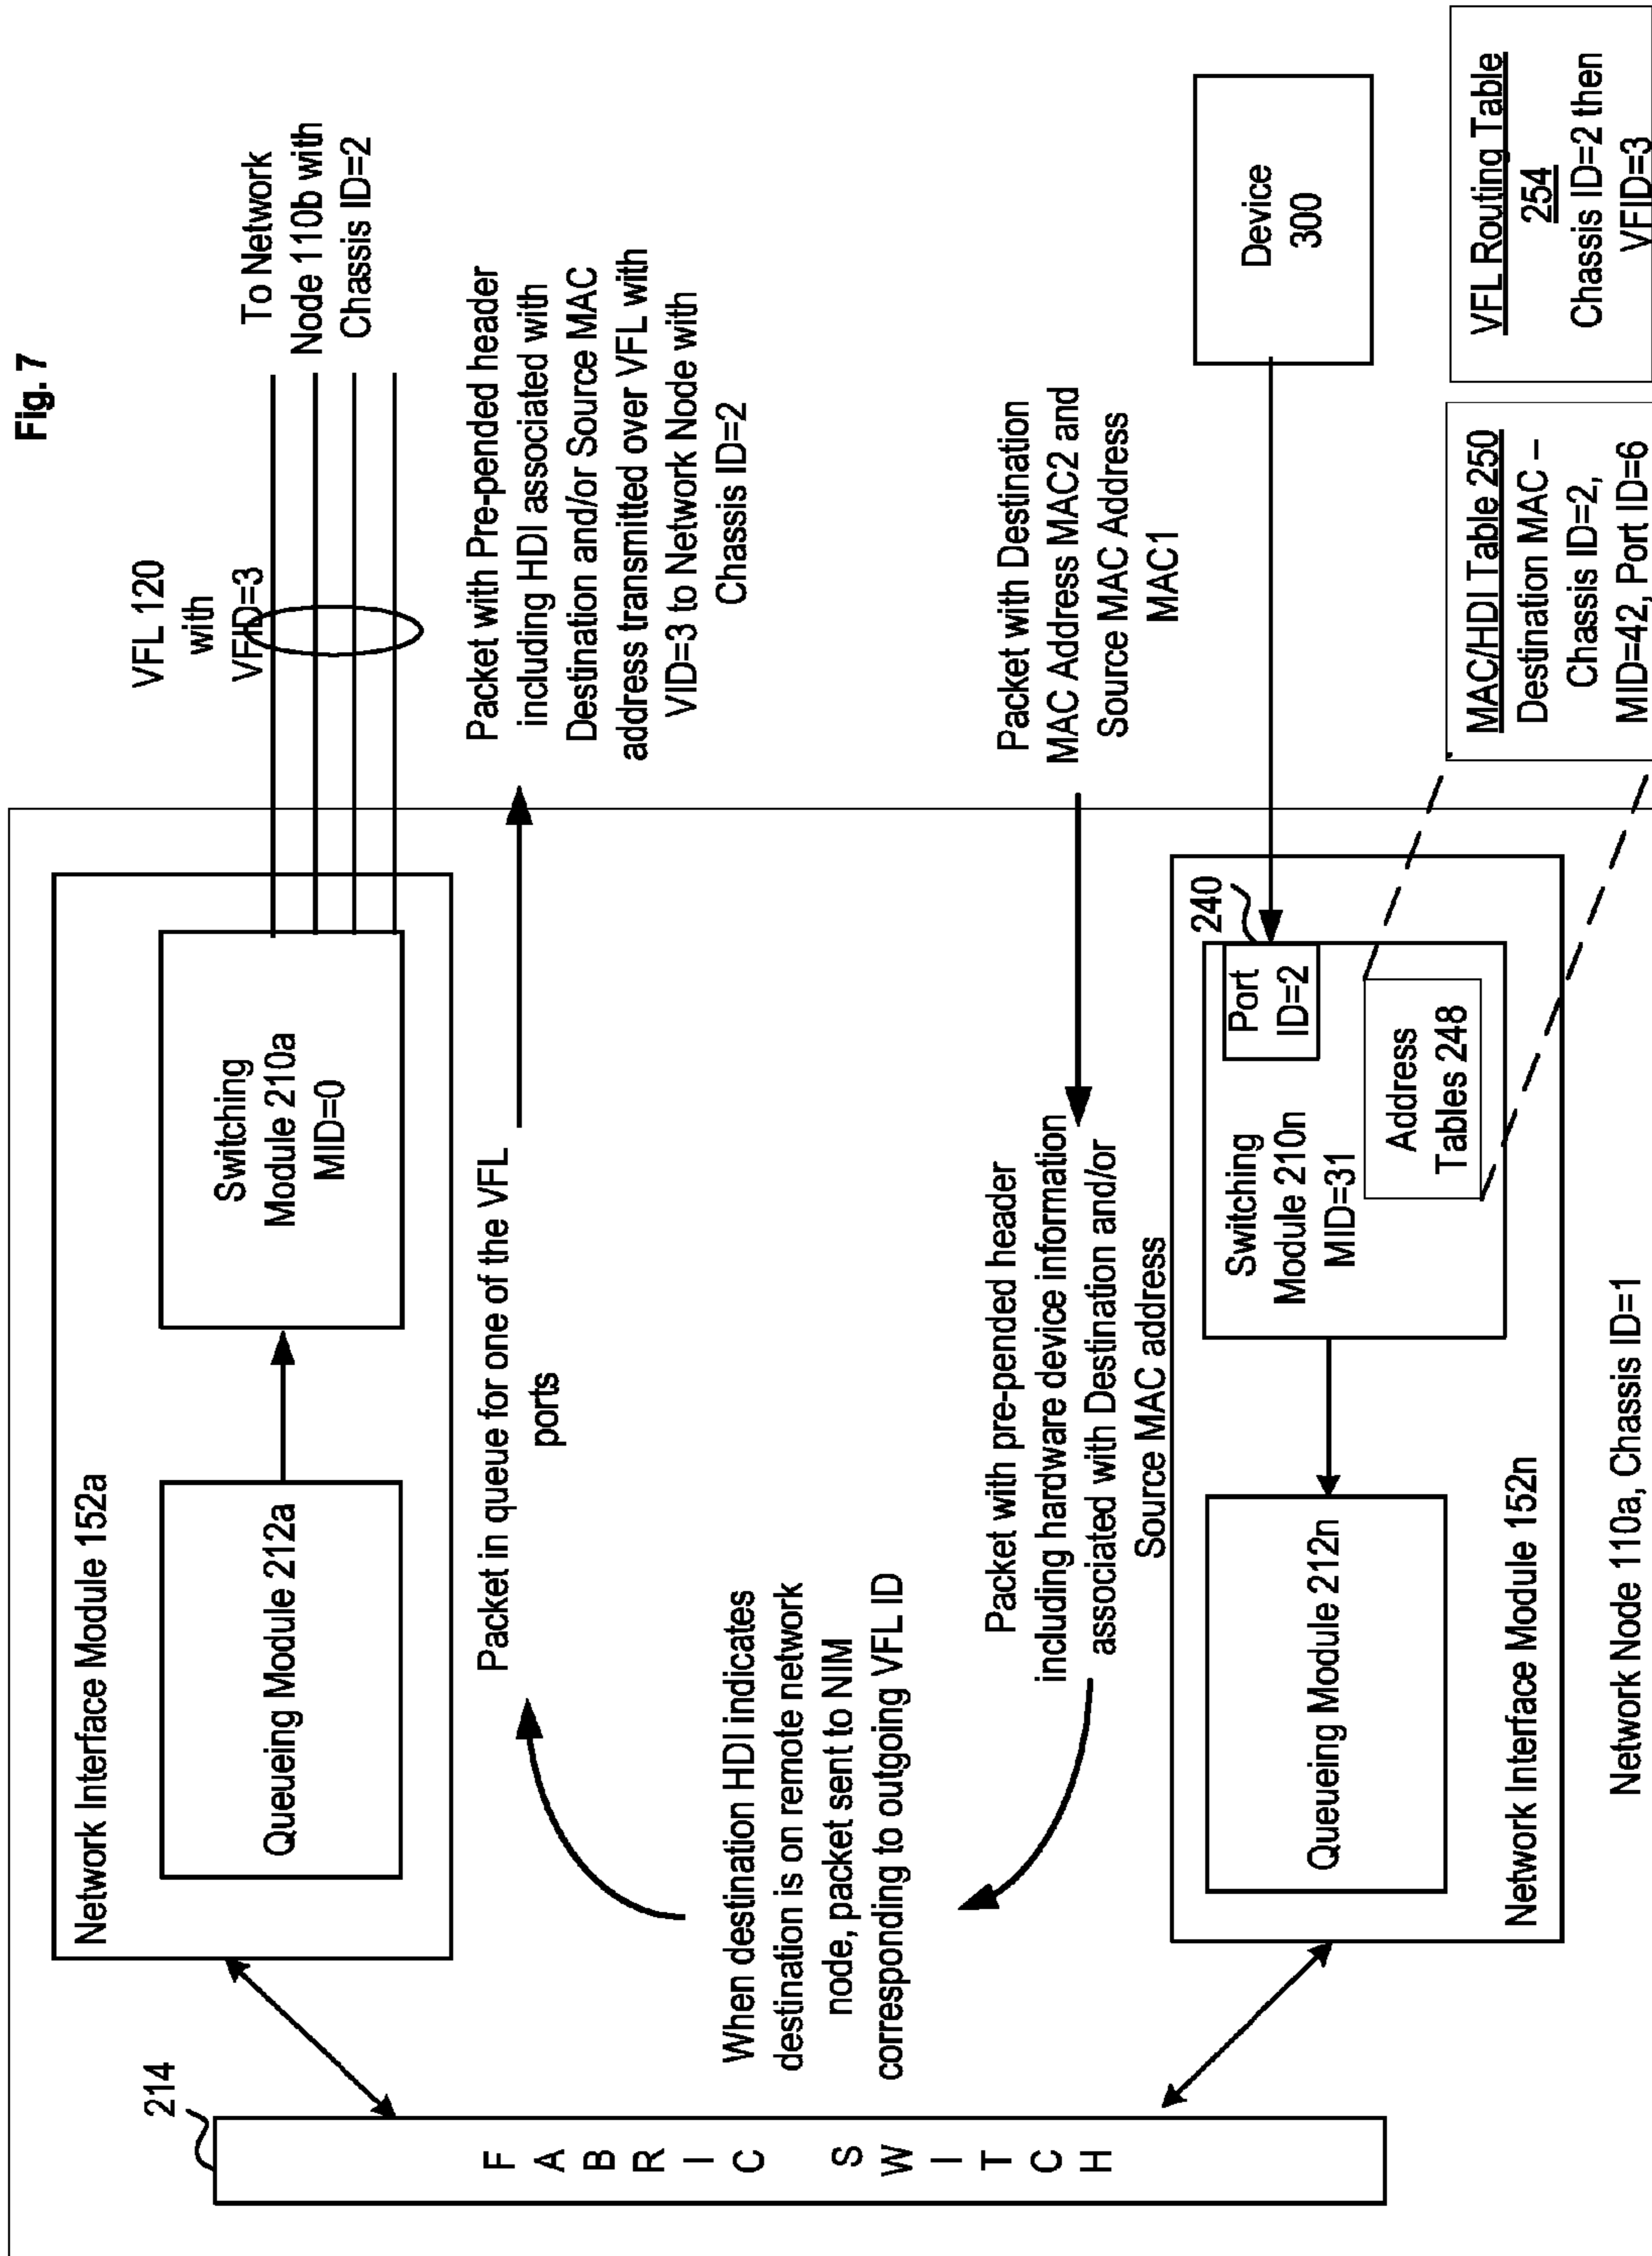 Fig. 7
Network Interface Module 152a
Queueing Module 212a
Switching
Module 210a
MID=0
VFL 120
with
VFID=3
To Network
Node 110b with
Chassis ID=2
214
FABRIC SWITCH
Packet in queue for one of the VFL
ports
Packet with Pre-pended header
including HDI associated with
Destination and/or Source MAC
address transmitted over VFL with
VID=3 to Network Node with
Chassis ID=2
When destination HDI indicates
destination is on remote network
node, packet sent to NIM
corresponding to outgoing VFL ID
Packet with pre-pended header
including hardware device information
associated with Destination and/or
Source MAC address
Packet with Destination
MAC Address MAC2 and
Source MAC Address
MAC1
Device
300
Queueing Module 212n
Network Interface Module 152n
Switching
Module 210n
MID=31
Port
ID=2
240
Address
Tables 248
MAC/HDI Table 250
Destination MAC –
Chassis ID=2,
MID=42, Port ID=6
VFL Routing Table
254
Chassis ID=2 then
VFID=3
Network Node 110a, Chassis ID=1